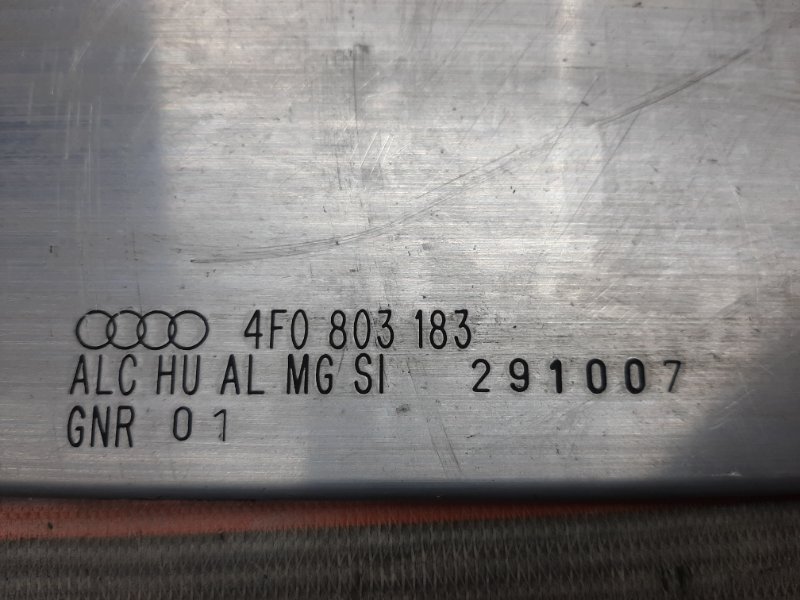 4F0 803 183
ALC HU AL MG SI 291007
GNR 01